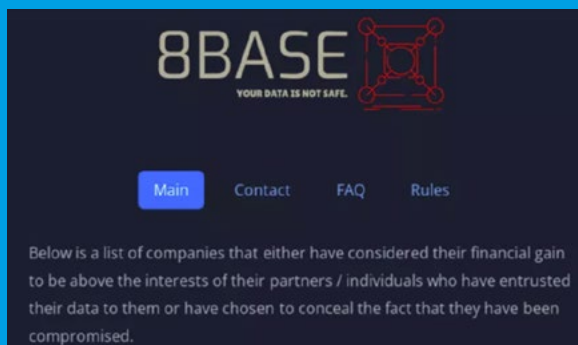 8BASE
YOUR DATA IS NOT SAFE.
Main Contact FAQ Rules
Below is a list of companies that either have considered their financial gain
to be above the interests of their partners / individuals who have entrusted
their data to them or have chosen to conceal the fact that they have been
compromised.